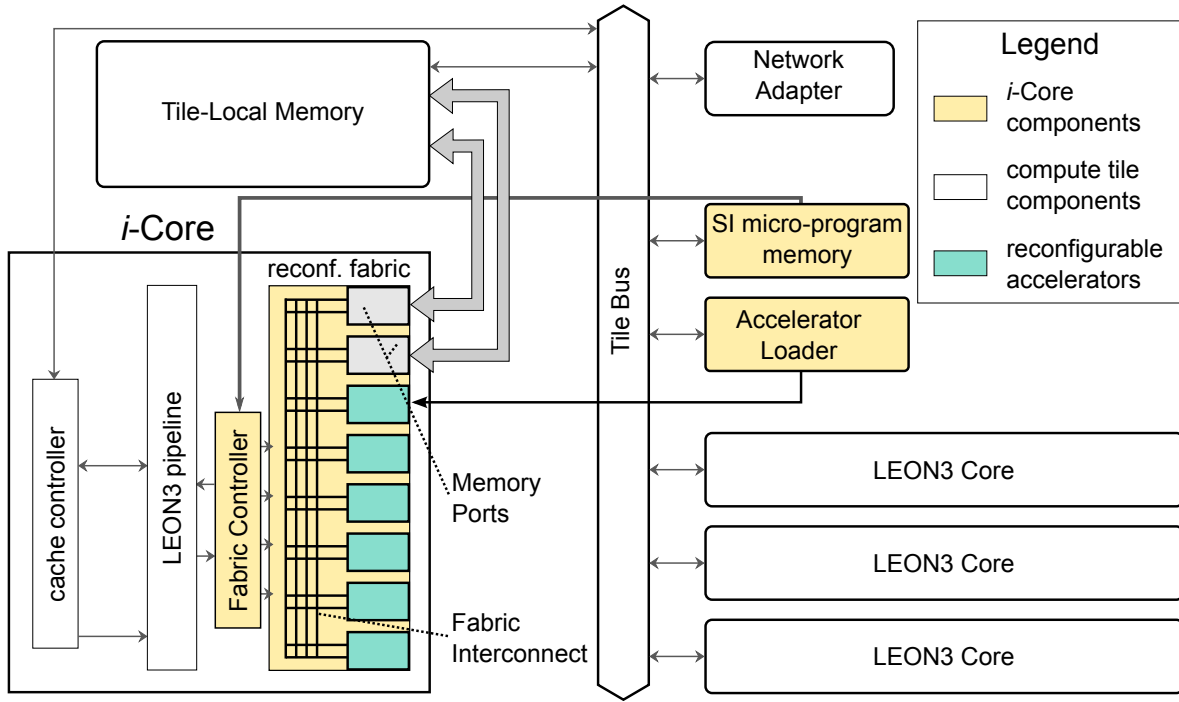 Tile-Local Memory
Network
Adapter
Legend
i-Core
components
compute tile
components
reconfigurable
accelerators
SI micro-program
memory
i-Core
reconf. fabric
Tile Bus
Accelerator
Loader
cache controller
LEON3 pipeline
Fabric Controller
Memory
Ports
Fabric
Interconnect
LEON3 Core
LEON3 Core
LEON3 Core